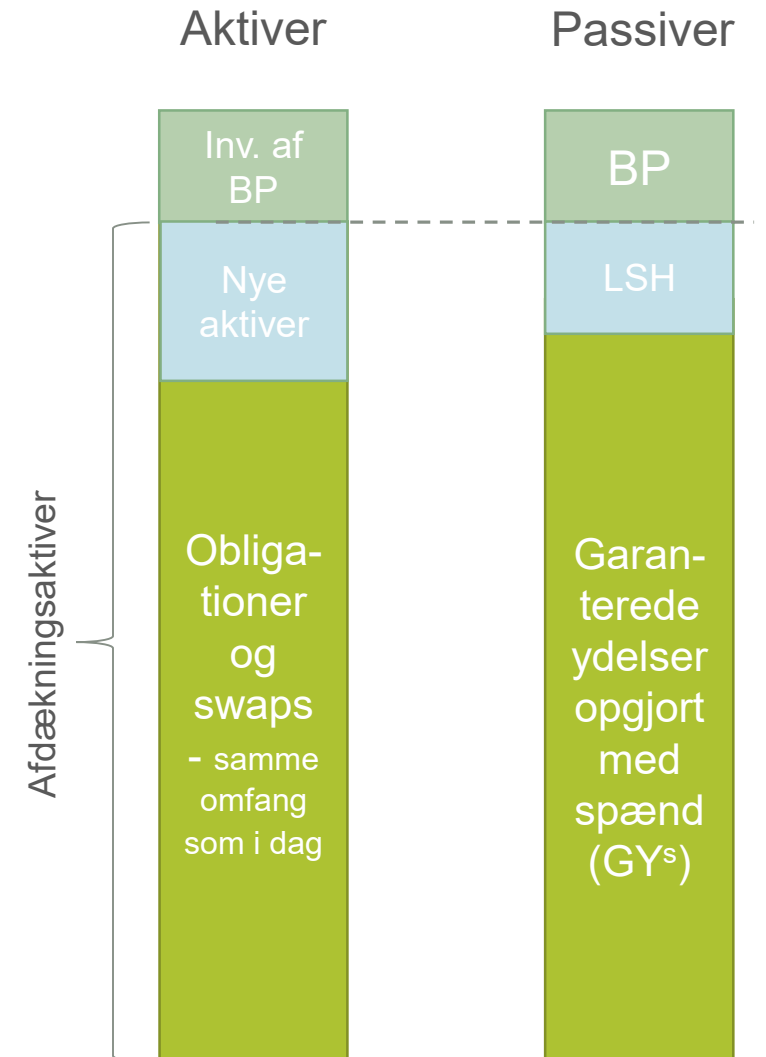 Aktiver
Passiver
Inv. af
BP
BP
Nye
aktiver
LSH
Afdækningsaktiver
Obliga-
tioner
og
swaps
- samme
omfang
som i dag
Garan-
terede
ydelser
opgjort
med
spænd
(GYˢ)